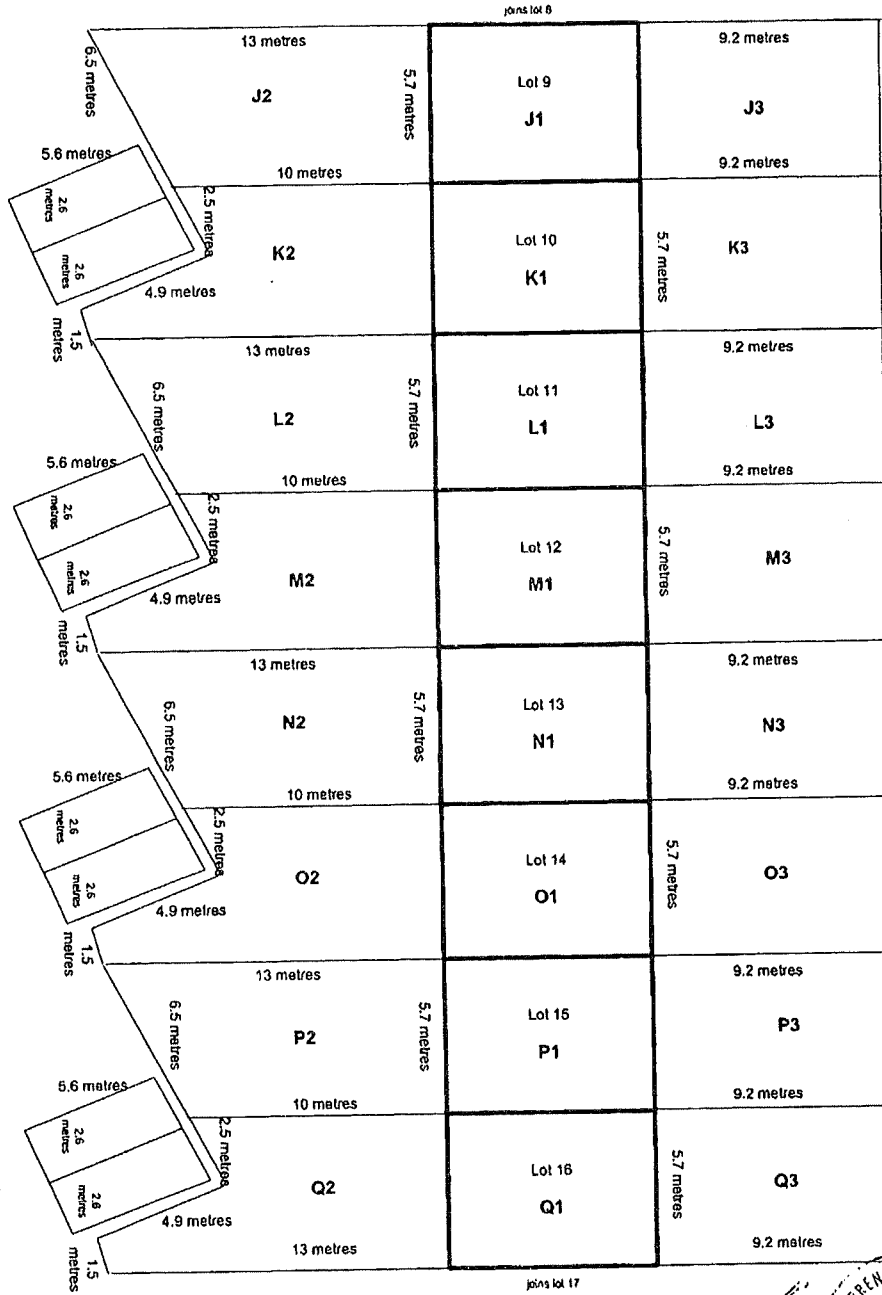 joins lot 8
13 metres
9.2 metres
6.5 metres
J2
5.7 metres
Lot 9
J1
J3
5.6 metres
10 metres
9.2 metres
2.6 metres
2.5 metres
K2
Lot 10
K1
5.7 metres
K3
2.6 metres
4.9 metres
1.5 metres
13 metres
9.2 metres
6.5 metres
L2
5.7 metres
Lot 11
L1
L3
5.6 metres
10 metres
9.2 metres
2.6 metres
2.5 metres
M2
Lot 12
M1
5.7 metres
M3
2.6 metres
4.9 metres
1.5 metres
13 metres
9.2 metres
6.5 metres
N2
5.7 metres
Lot 13
N1
N3
5.6 metres
10 metres
9.2 metres
2.6 metres
2.5 metres
O2
Lot 14
O1
5.7 metres
O3
2.6 metres
4.9 metres
1.5 metres
13 metres
9.2 metres
6.5 metres
P2
5.7 metres
Lot 15
P1
P3
5.6 metres
10 metres
9.2 metres
2.6 metres
2.5 metres
Q2
Lot 16
Q1
5.7 metres
Q3
2.6 metres
4.9 metres
1.5 metres
13 metres
9.2 metres
joins lot 17